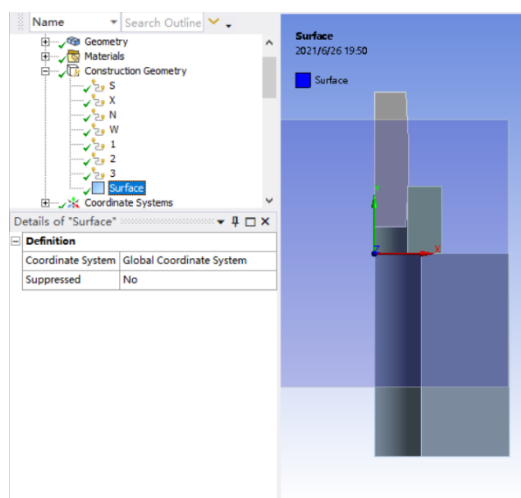 Name
Search Outline
Geometry
Materials
Construction Geometry
S
X
N
W
1
2
3
Surface
Coordinate Systems
Details of "Surface"
Definition
Coordinate System Global Coordinate System
Suppressed No
Surface
2021/6/26 19:50
Surface
Y
X
Z